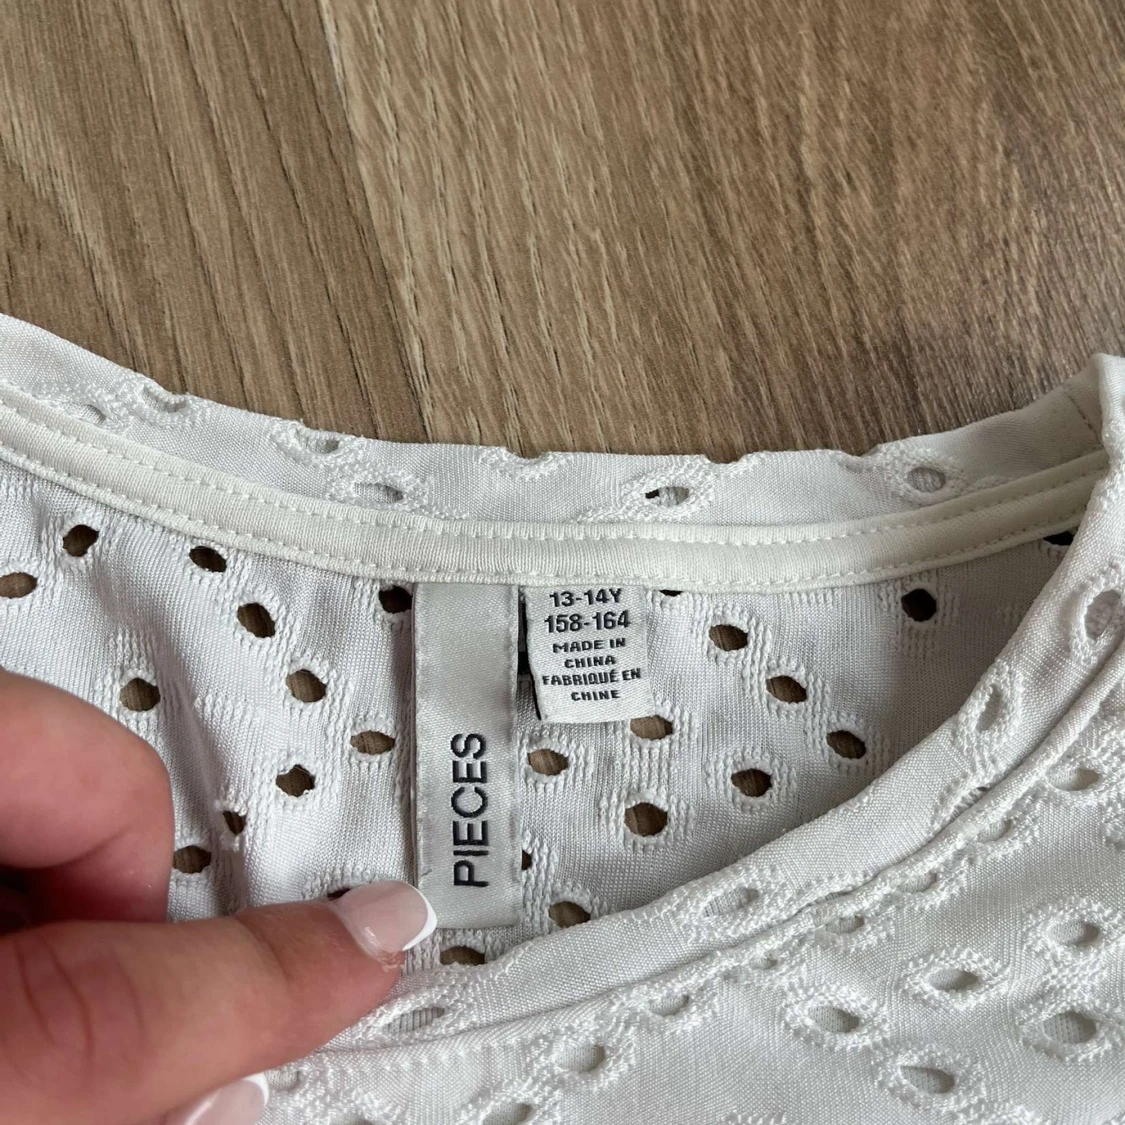 13-14Y
158-164
MADE IN
CHINA
FABRIQUÉ EN
CHINE
PIECES